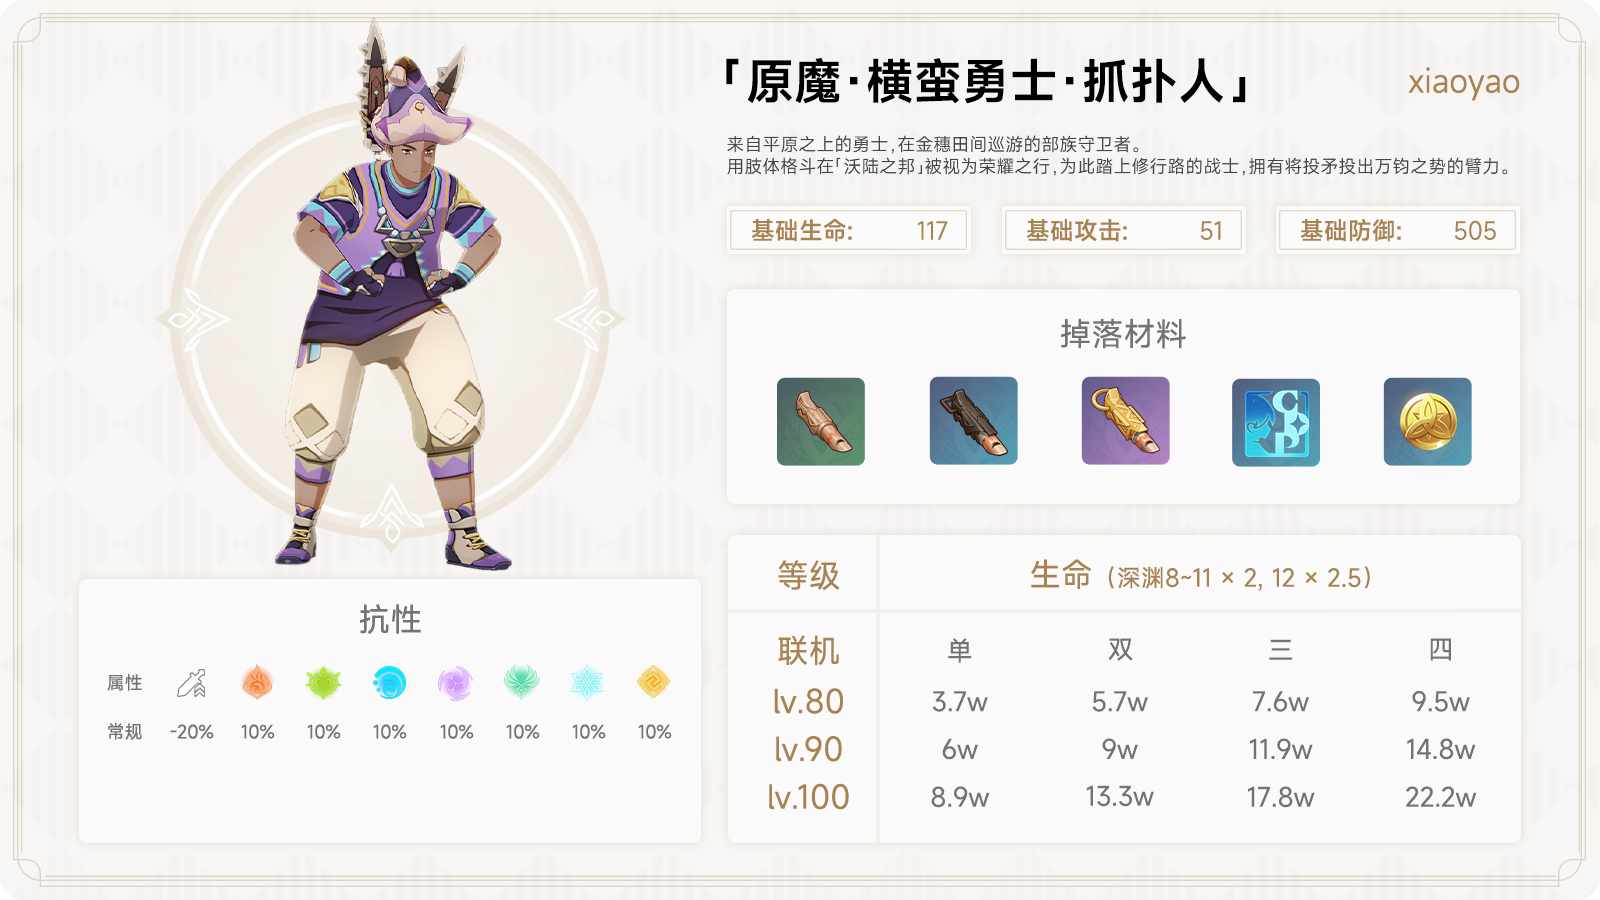 「原魔·横蛮勇士·抓扑人」
xiaoyao
来自平原之上的勇士,在金穗田间巡游的部族守卫者。
用肢体格斗在「沃陆之邦」被视为荣耀之行,为此踏上修行路的战士,拥有将投矛投出万钧之势的臂力。
基础生命: 117
基础攻击: 51
基础防御: 505
掉落材料
抗性
属性
常规 -20% 10% 10% 10% 10% 10% 10% 10%
等级 生命 (深渊8~11 × 2, 12 × 2.5)
联机 单 双 三 四
lv.80 3.7w 5.7w 7.6w 9.5w
lv.90 6w 9w 11.9w 14.8w
lv.100 8.9w 13.3w 17.8w 22.2w